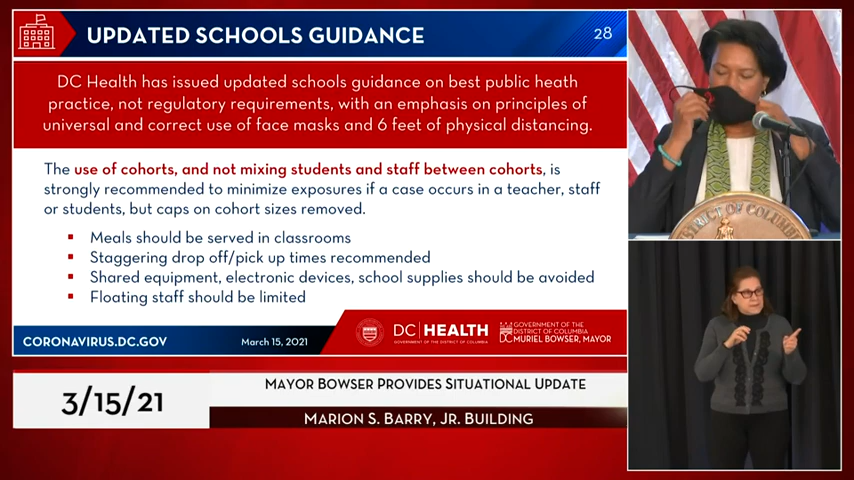 UPDATED SCHOOLS GUIDANCE
28
DC Health has issued updated schools guidance on best public heath
practice, not regulatory requirements, with an emphasis on principles of
universal and correct use of face masks and 6 feet of physical distancing.
The use of cohorts, and not mixing students and staff between cohorts, is
strongly recommended to minimize exposures if a case occurs in a teacher, staff
or students, but caps on cohort sizes removed.
▪ Meals should be served in classrooms
▪ Staggering drop off/pick up times recommended
▪ Shared equipment, electronic devices, school supplies should be avoided
▪ Floating staff should be limited
CORONAVIRUS.DC.GOV
March 15, 2021
DC HEALTH
GOVERNMENT OF THE DISTRICT OF COLUMBIA
GOVERNMENT OF THE
DISTRICT OF COLUMBIA
DC MURIEL BOWSER, MAYOR
3/15/21
MAYOR BOWSER PROVIDES SITUATIONAL UPDATE
MARION S. BARRY, JR. BUILDING
DISTRICT OF COLUMBIA